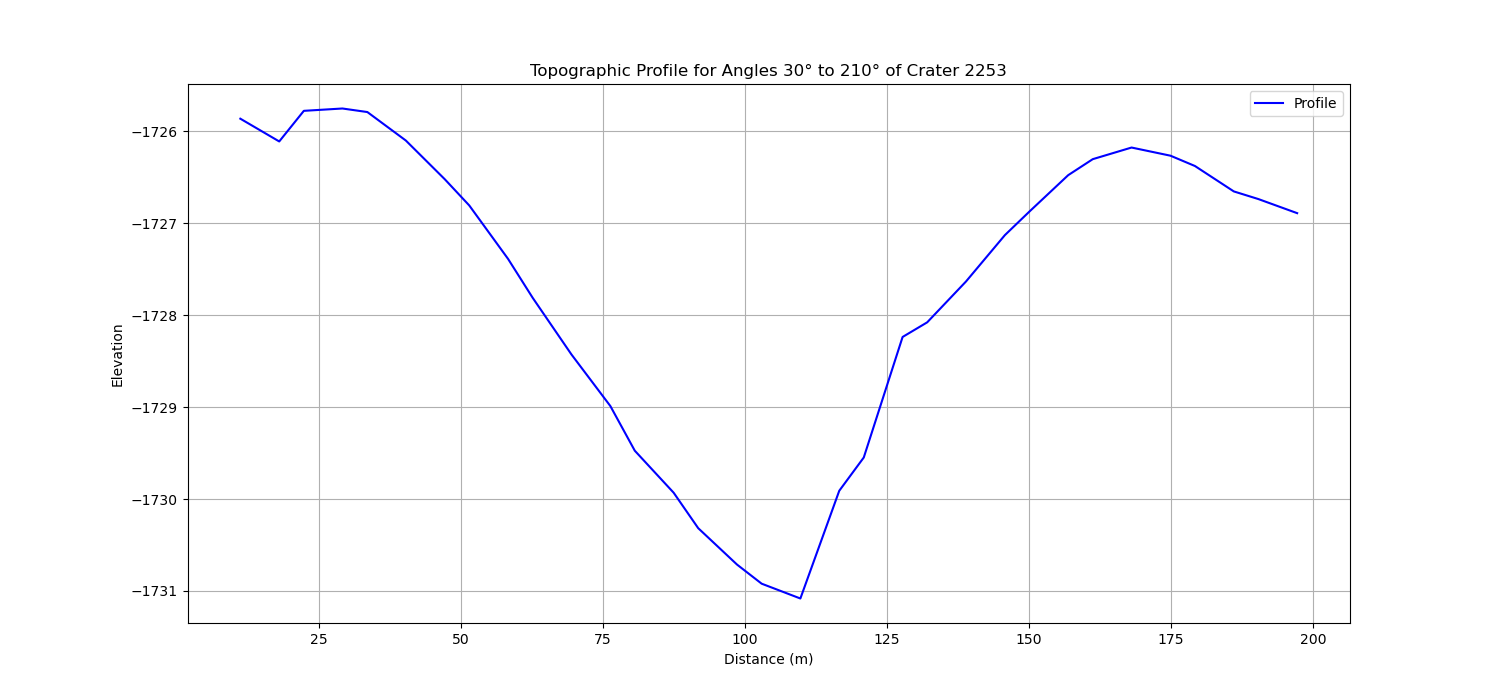 Topographic Profile for Angles 30° to 210° of Crater 2253
Profile
Elevation
−1726
−1727
−1728
−1729
−1730
−1731
25 50 75 100 125 150 175 200
Distance (m)